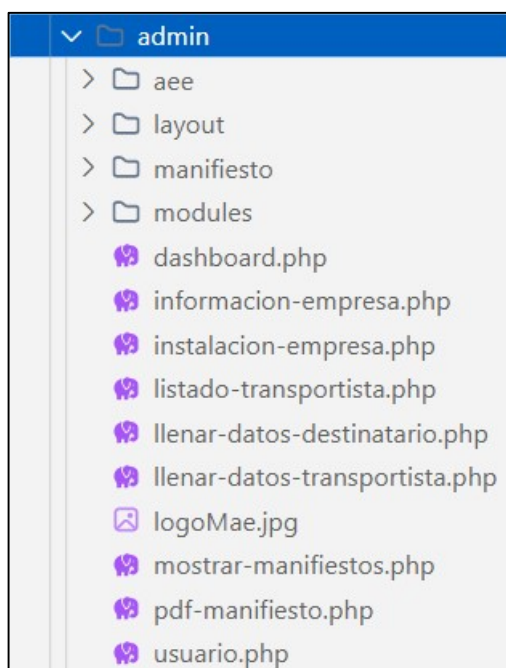 admin
aee
layout
manifiesto
modules
dashboard.php
informacion-empresa.php
instalacion-empresa.php
listado-transportista.php
llenar-datos-destinatario.php
llenar-datos-transportista.php
logoMae.jpg
mostrar-manifiestos.php
pdf-manifiesto.php
usuario.php